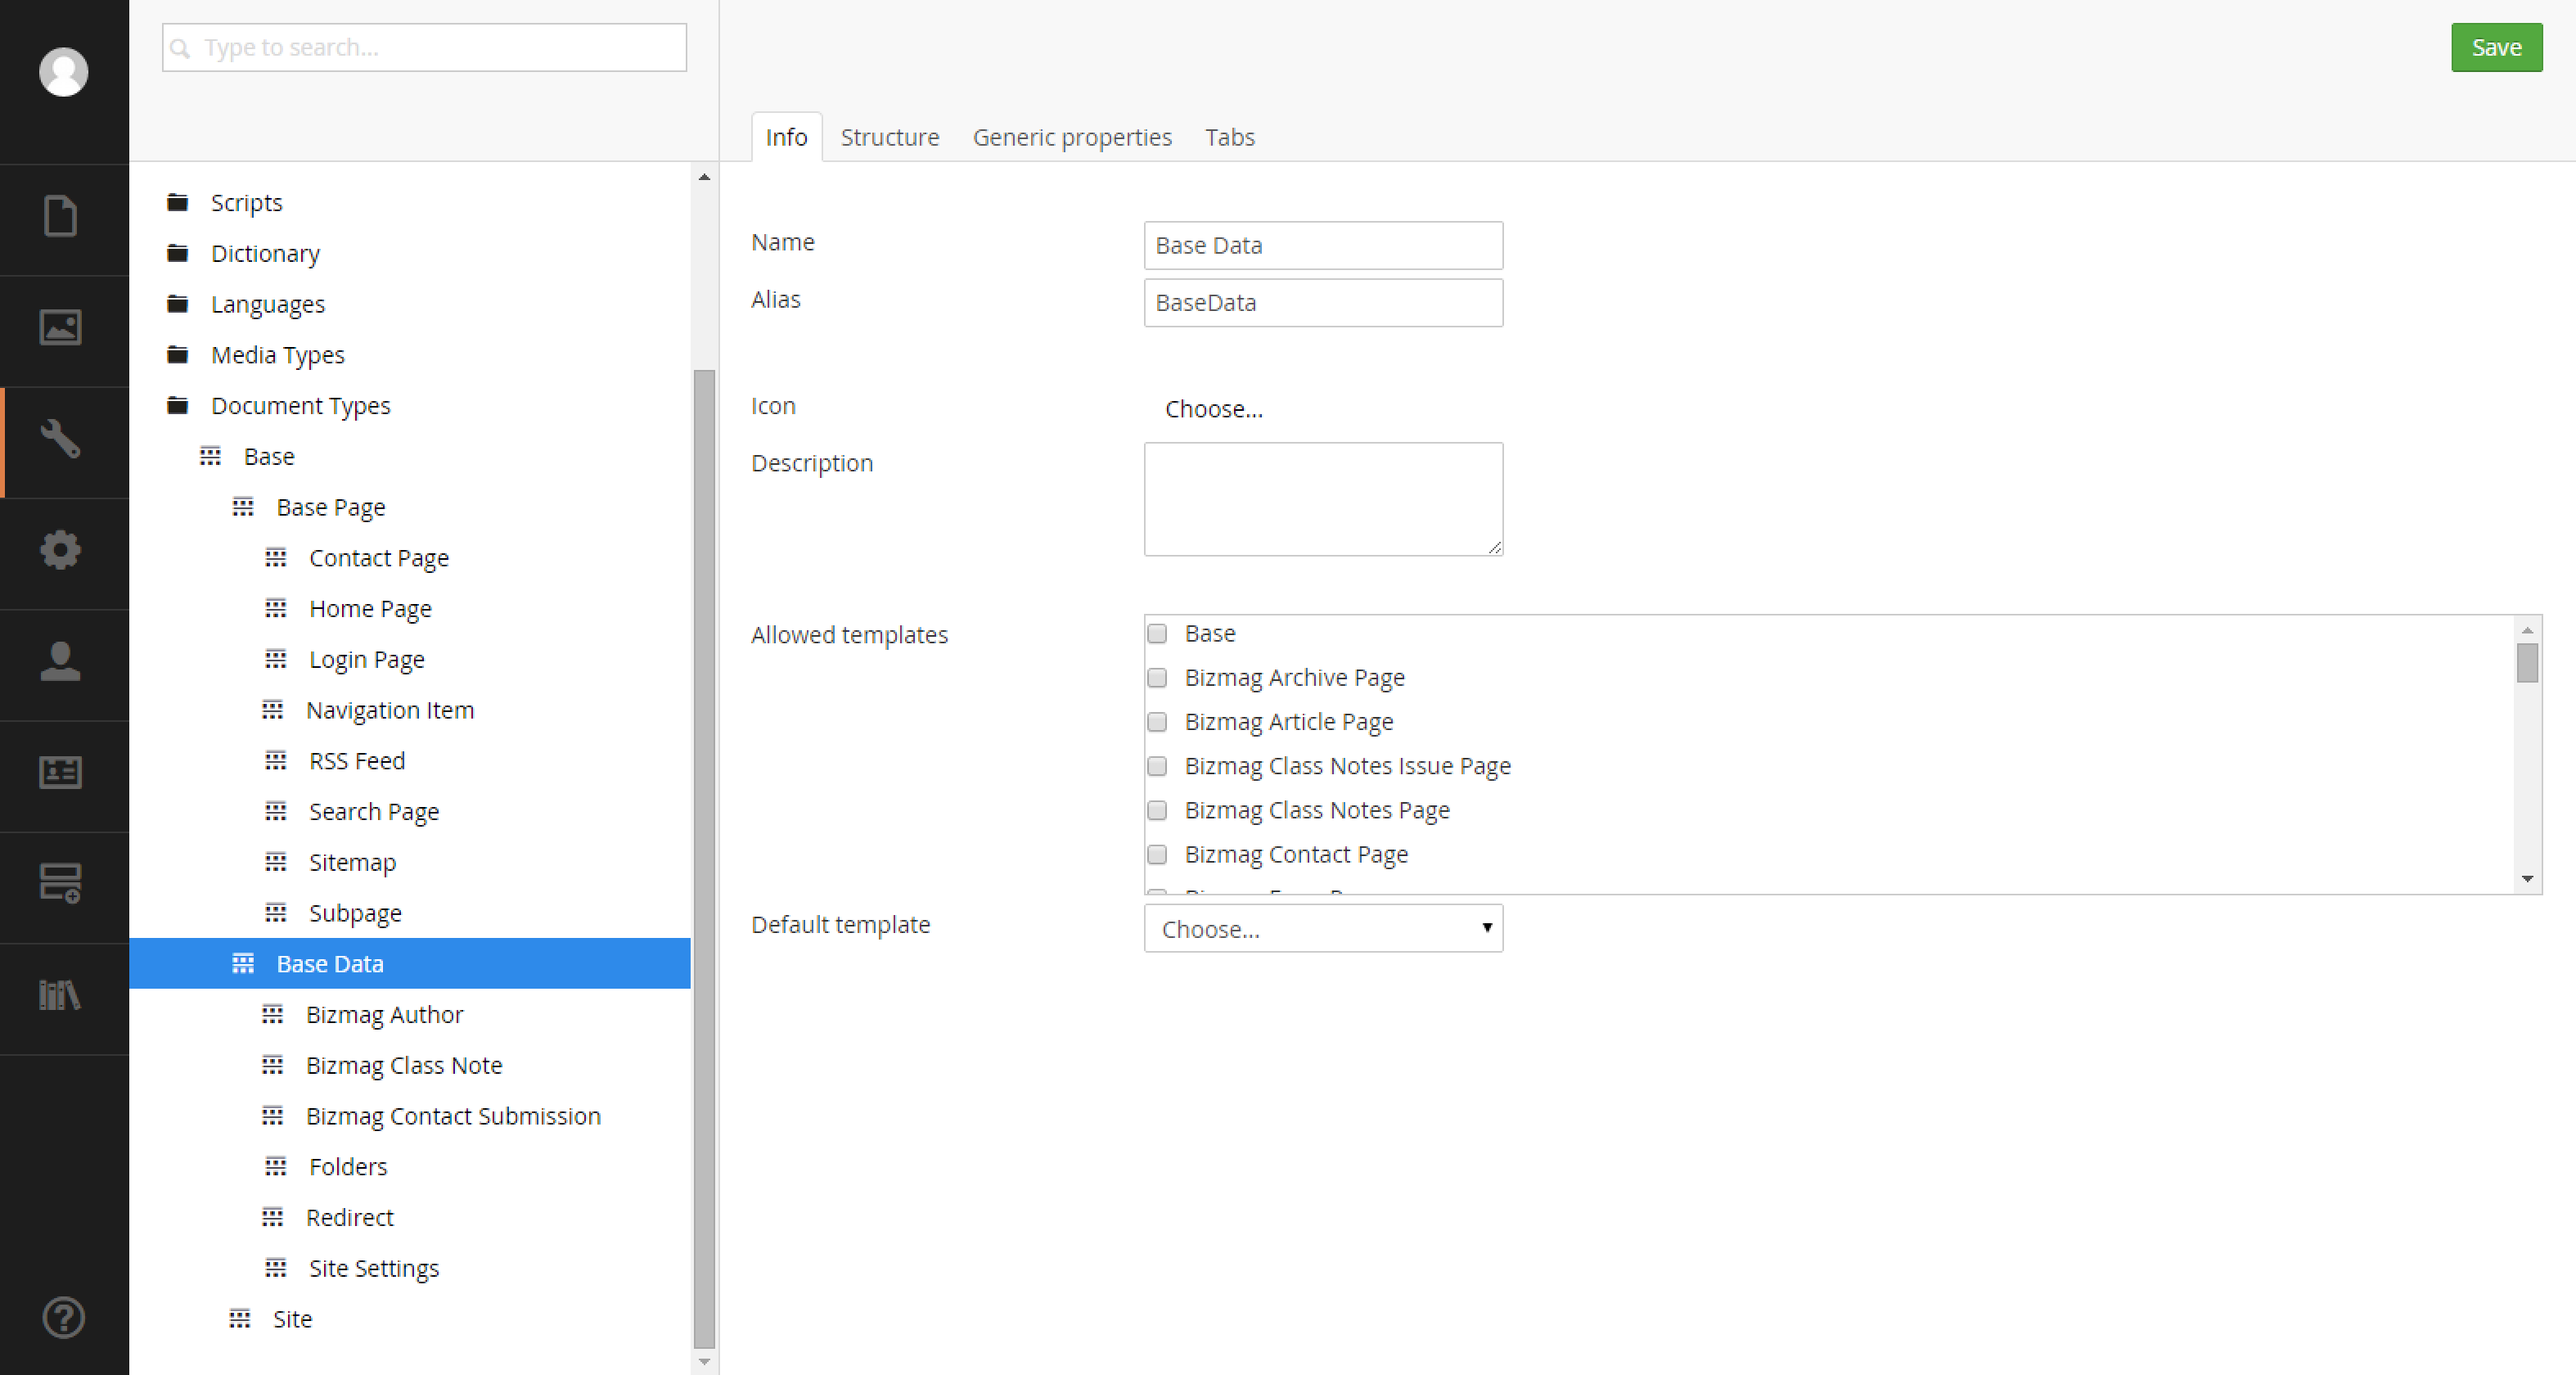 Type to search...
Save
Info
Structure
Generic properties
Tabs
Scripts
Dictionary
Languages
Media Types
Document Types
Base
Base Page
Contact Page
Home Page
Login Page
Navigation Item
RSS Feed
Search Page
Sitemap
Subpage
Base Data
Bizmag Author
Bizmag Class Note
Bizmag Contact Submission
Folders
Redirect
Site Settings
Site
Name
Base Data
Alias
BaseData
Icon
Choose...
Description
Allowed templates
Base
Bizmag Archive Page
Bizmag Article Page
Bizmag Class Notes Issue Page
Bizmag Class Notes Page
Bizmag Contact Page
Default template
Choose...